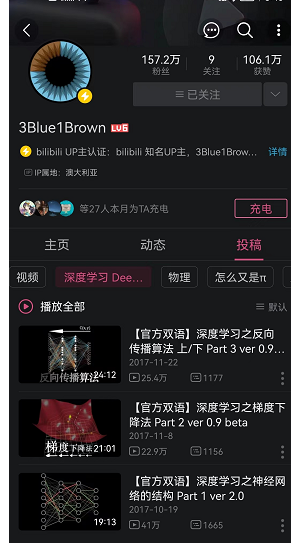 157.2万 9 106.1万
粉丝 关注 获赞
已关注
3Blue1Brown LV6
bilibili UP主认证：bilibili 知名UP主，3Blue1Brow... 详情
IP属地：澳大利亚
等27人本月为TA充电 充电
主页 动态 投稿
视频 深度学习 Dee... 物理 怎么又是π
播放全部 默认
【官方双语】深度学习之反向
传播算法 上/下 Part 3 ver 0.9...
2017-11-22
25.4万 1177
反向传播算法 24:12
【官方双语】深度学习之梯度下
降法 Part 2 ver 0.9 beta
2017-11-8
22.9万 1156
梯度下降法 21:01
【官方双语】深度学习之神经网
络的结构 Part 1 ver 2.0
2017-10-19
41万 1665
19:13